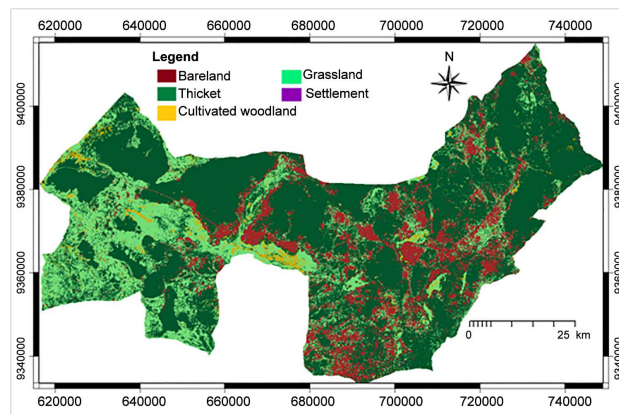 620000 640000 660000 680000 700000 720000 740000
Legend
Bareland
Grassland
Thicket
Settlement
Cultivated woodland
N
9400000
9380000
9360000
9340000
9400000
9380000
9360000
9340000
0 25 km
620000 640000 660000 680000 700000 720000 740000